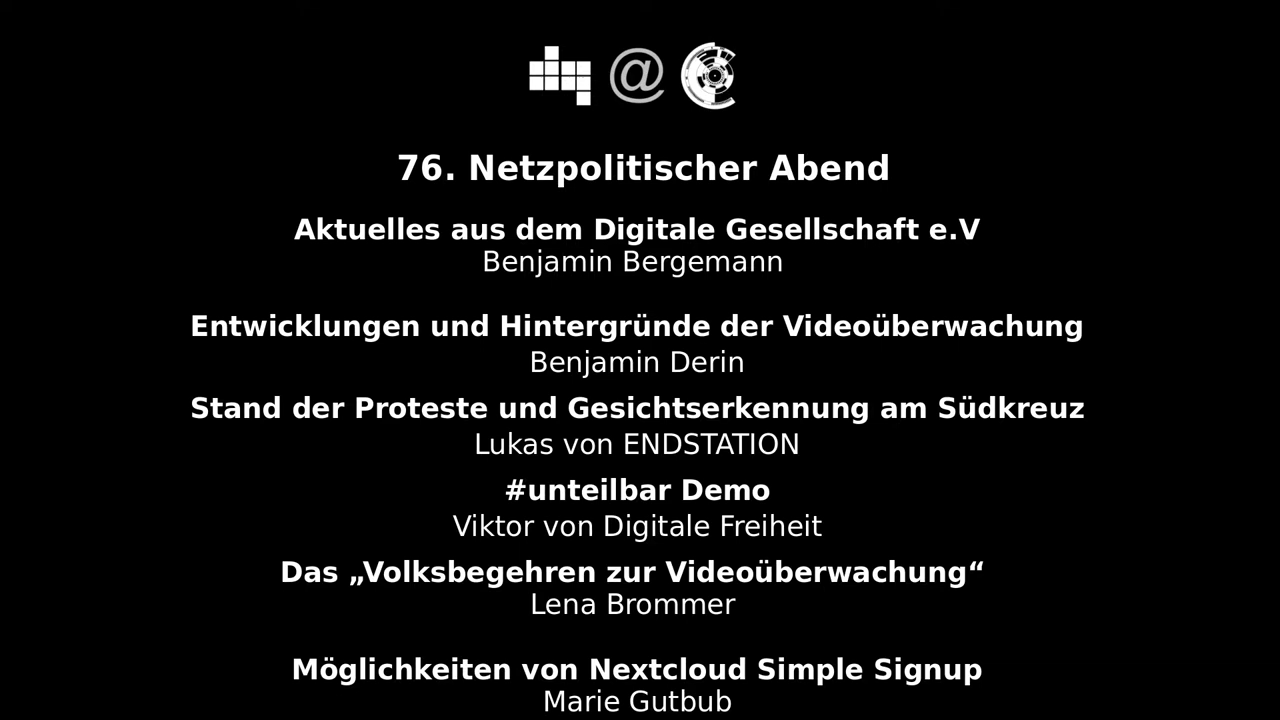 @
76. Netzpolitischer Abend
Aktuelles aus dem Digitale Gesellschaft e.V
Benjamin Bergemann
Entwicklungen und Hintergründe der Videoüberwachung
Benjamin Derin
Stand der Proteste und Gesichtserkennung am Südkreuz
Lukas von ENDSTATION
#unteilbar Demo
Viktor von Digitale Freiheit
Das „Volksbegehren zur Videoüberwachung“
Lena Brommer
Möglichkeiten von Nextcloud Simple Signup
Marie Gutbub